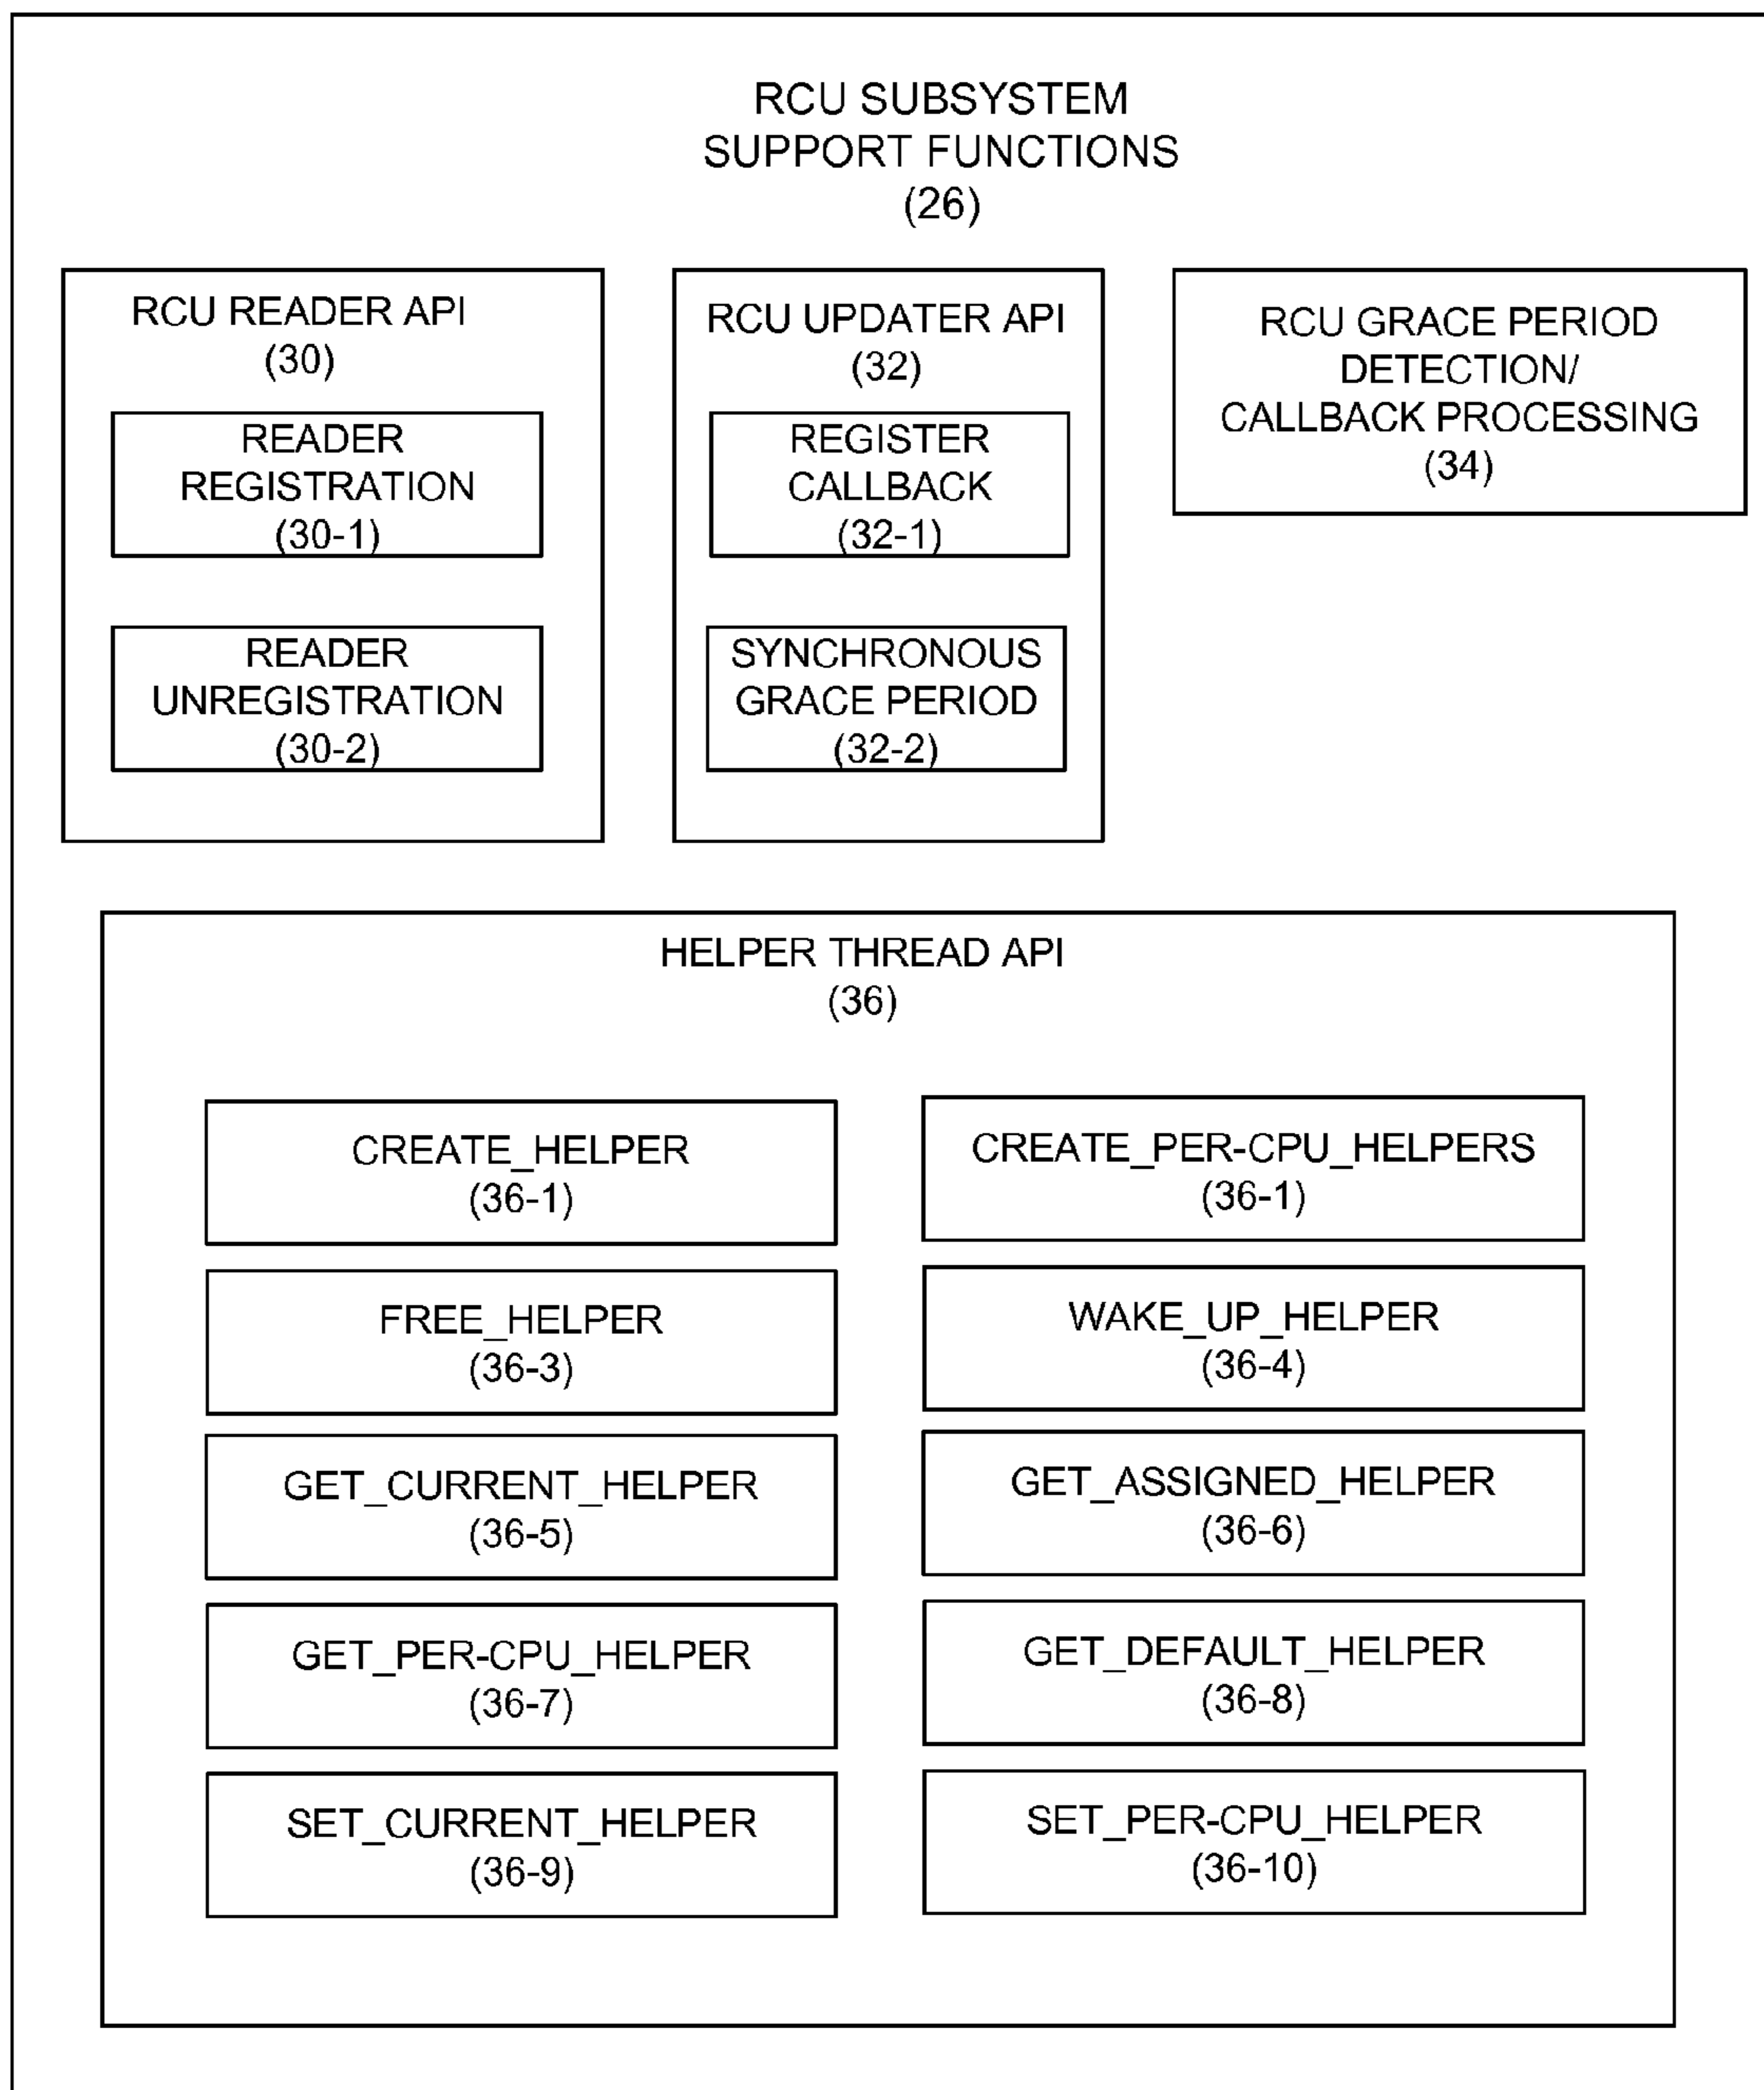 RCU SUBSYSTEM
SUPPORT FUNCTIONS
(26)
RCU READER API
(30)
READER
REGISTRATION
(30-1)
READER
UNREGISTRATION
(30-2)
RCU UPDATER API
(32)
REGISTER
CALLBACK
(32-1)
SYNCHRONOUS
GRACE PERIOD
(32-2)
RCU GRACE PERIOD
DETECTION/
CALLBACK PROCESSING
(34)
HELPER THREAD API
(36)
CREATE_HELPER
(36-1)
CREATE_PER-CPU_HELPERS
(36-1)
FREE_HELPER
(36-3)
WAKE_UP_HELPER
(36-4)
GET_CURRENT_HELPER
(36-5)
GET_ASSIGNED_HELPER
(36-6)
GET_PER-CPU_HELPER
(36-7)
GET_DEFAULT_HELPER
(36-8)
SET_CURRENT_HELPER
(36-9)
SET_PER-CPU_HELPER
(36-10)